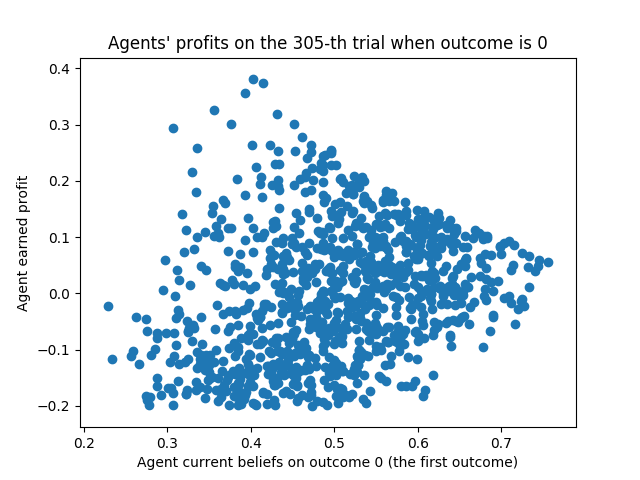 Agents' profits on the 305-th trial when outcome is 0
0.4
0.3
0.2
0.1
0.0
−0.1
−0.2
Agent earned profit
0.2 0.3 0.4 0.5 0.6 0.7
Agent current beliefs on outcome 0 (the first outcome)